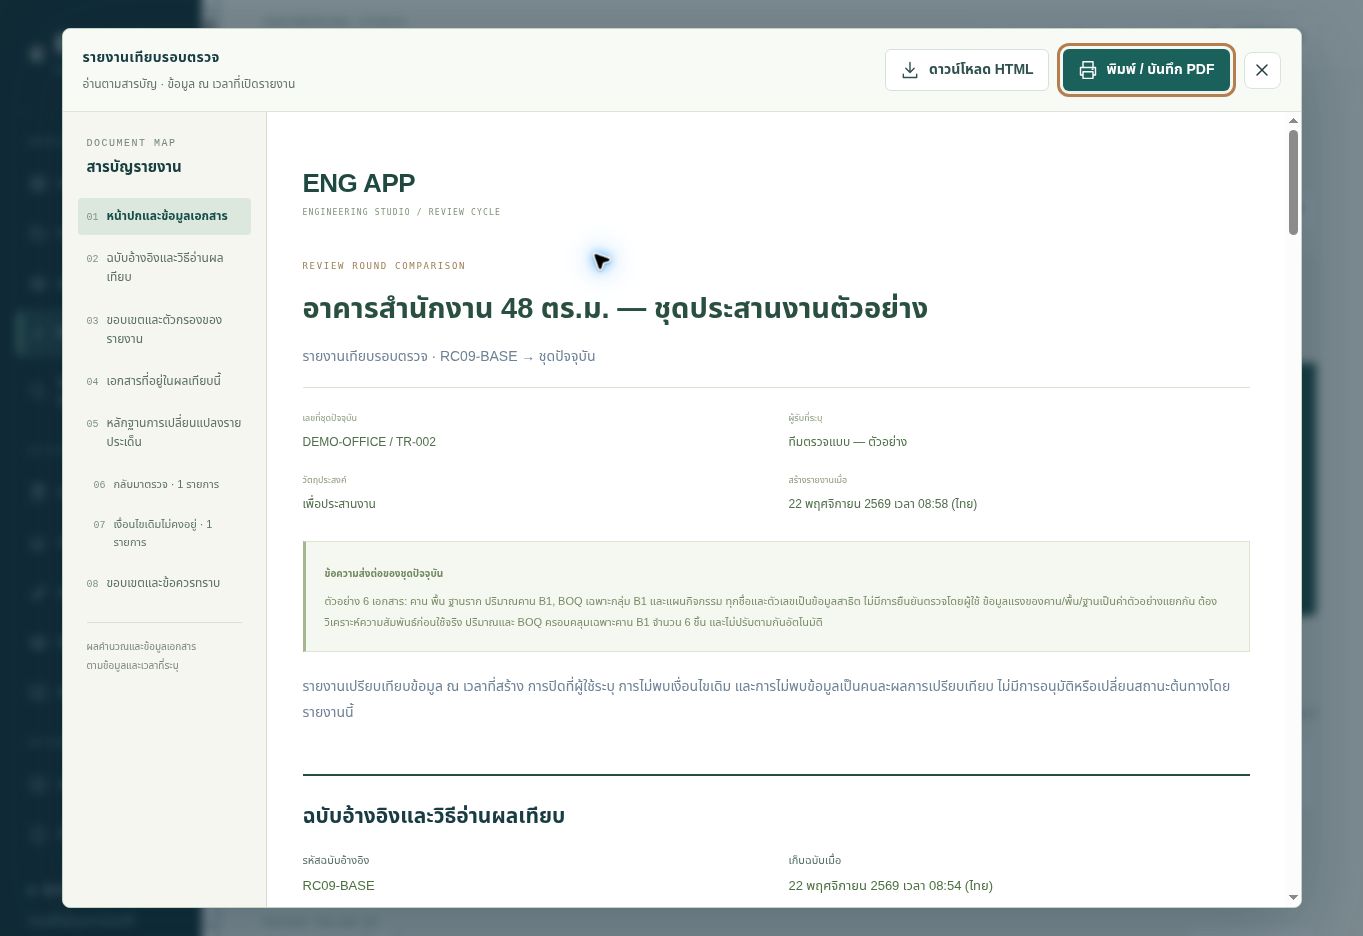 รายงานเทียบรอบตรวจ
อ่านตามสารบัญ · ข้อมูล ณ เวลาที่เปิดรายงาน
ดาวน์โหลด HTML
พิมพ์ / บันทึก PDF
DOCUMENT MAP
สารบัญรายงาน
01 หน้าปกและข้อมูลเอกสาร
02 ฉบับอ้างอิงและวิธีอ่านผล
เทียบ
03 ขอบเขตและตัวกรองของ
รายงาน
04 เอกสารที่อยู่ในผลเทียบนี้
05 หลักฐานการเปลี่ยนแปลงราย
ประเด็น
06 กลับมาตรวจ · 1 รายการ
07 เงื่อนไขเดิมไม่คงอยู่ · 1
รายการ
08 ขอบเขตและข้อควรทราบ
ผลคำนวณและข้อมูลเอกสาร
ตามข้อมูลและเวลาที่ระบุ
ENG APP
ENGINEERING STUDIO / REVIEW CYCLE
REVIEW ROUND COMPARISON
อาคารสำนักงาน 48 ตร.ม. — ชุดประสานงานตัวอย่าง
รายงานเทียบรอบตรวจ · RC09-BASE → ชุดปัจจุบัน
เลขที่ชุดปัจจุบัน
DEMO-OFFICE / TR-002
ผู้รับที่ระบุ
ทีมตรวจแบบ — ตัวอย่าง
วัตถุประสงค์
เพื่อประสานงาน
สร้างรายงานเมื่อ
22 พฤศจิกายน 2569 เวลา 08:58 (ไทย)
ข้อความส่งต่อของชุดปัจจุบัน
ตัวอย่าง 6 เอกสาร: คาน พื้น ฐานราก ปริมาณคาน B1, BOQ เฉพาะกลุ่ม B1 และแผนกิจกรรม ทุกชื่อและตัวเลขเป็นข้อมูลสาธิต ไม่มีการยืนยันตรวจโดยผู้ใช้ ข้อมูลแรงของคาน/พื้น/ฐานเป็นค่าตัวอย่างแยกกัน ต้อง
วิเคราะห์ความสัมพันธ์ก่อนใช้จริง ปริมาณและ BOQ ครอบคลุมเฉพาะคาน B1 จำนวน 6 ชิ้น และไม่ปรับตามกันอัตโนมัติ
รายงานเปรียบเทียบข้อมูล ณ เวลาที่สร้าง การปิดที่ผู้ใช้ระบุ การไม่พบเงื่อนไขเดิม และการไม่พบข้อมูลเป็นคนละผลการเปรียบเทียบ ไม่มีการอนุมัติหรือเปลี่ยนสถานะต้นทางโดย
รายงานนี้
ฉบับอ้างอิงและวิธีอ่านผลเทียบ
รหัสฉบับอ้างอิง
RC09-BASE
เก็บฉบับเมื่อ
22 พฤศจิกายน 2569 เวลา 08:54 (ไทย)